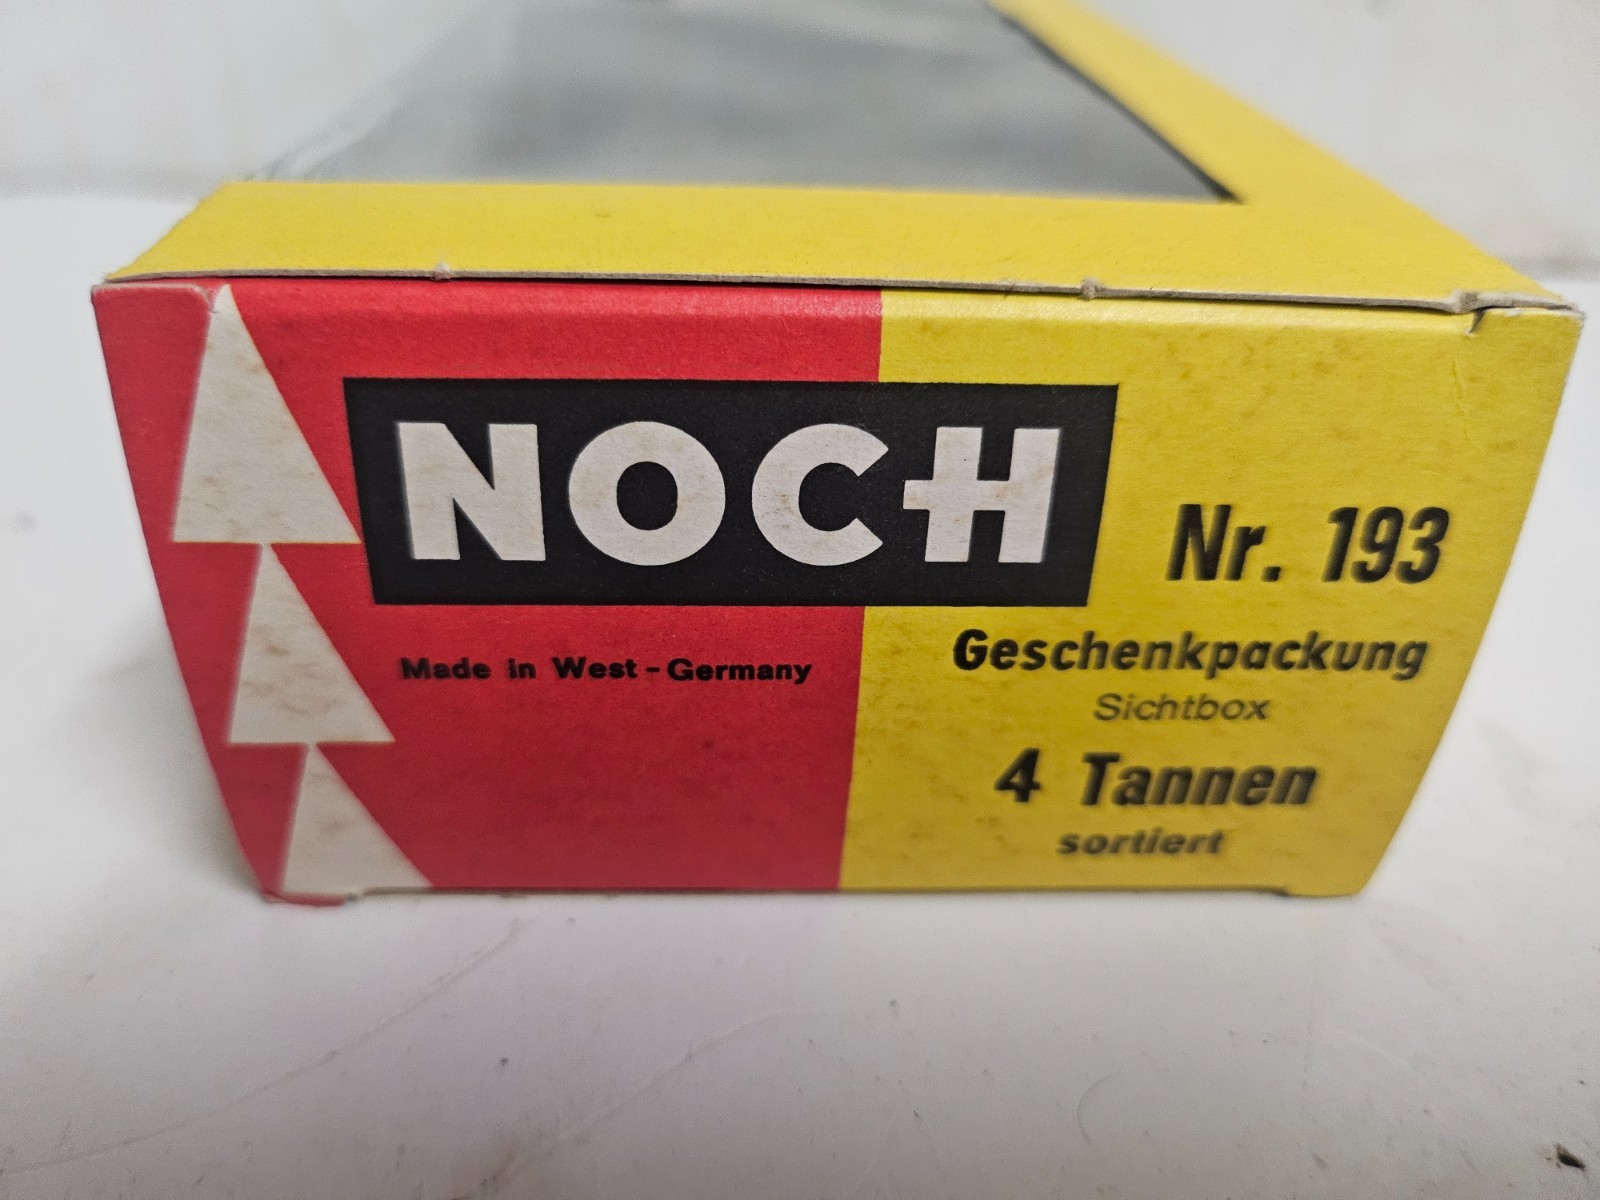 NOCH
Nr. 193
Made in West-Germany
Geschenkpackung
Sichtbox
4 Tannen
sortiert